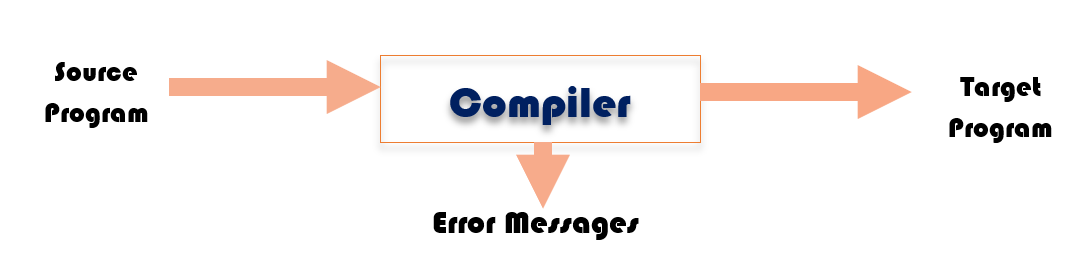 Source
Program
Compiler
Target
Program
Error Messages